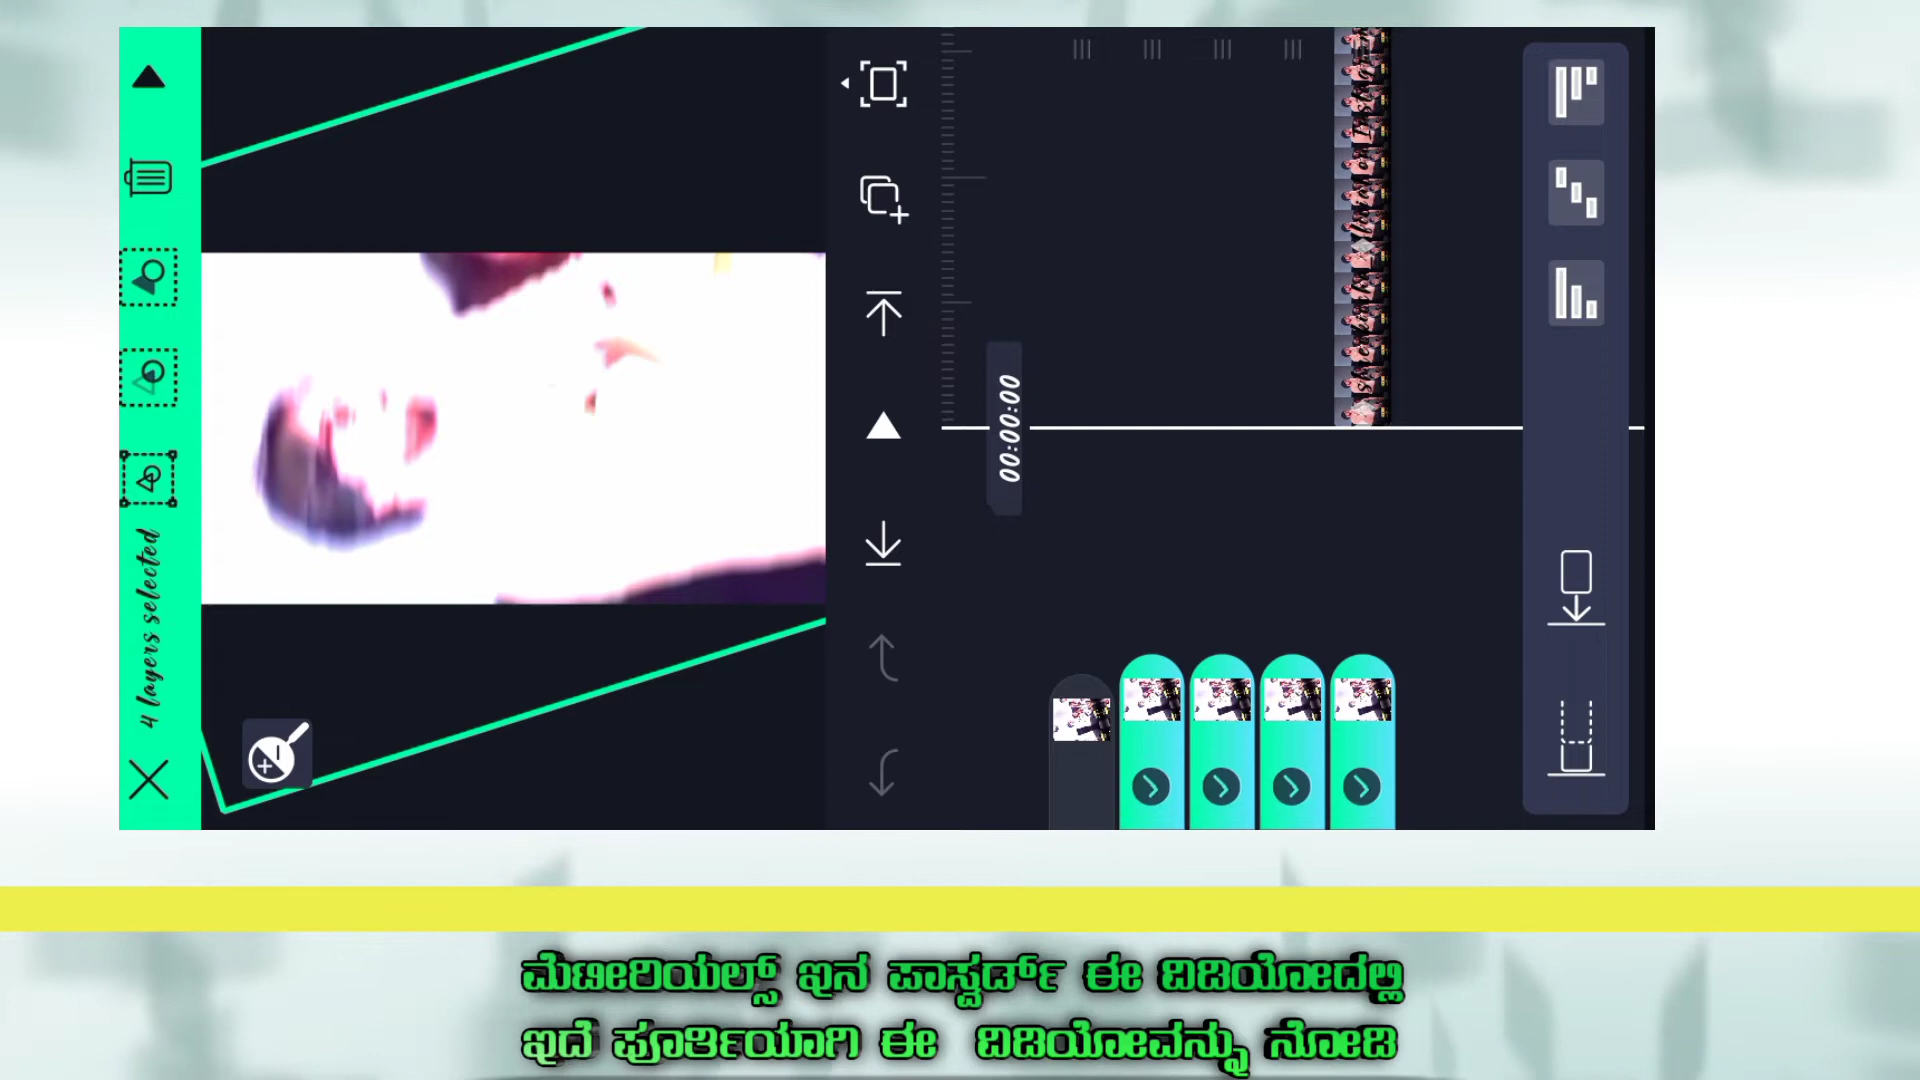 4 layers selected
00:00:00
ಮೆಟೀರಿಯಲ್ಸ್ ಇನ ಪಾಸ್ವರ್ಡ್ ಈ ವಿಡಿಯೋದಲ್ಲಿ
ಇದೆ ಪೂರ್ತಿಯಾಗಿ ಈ ವಿಡಿಯೋವನ್ನು ನೋಡಿ